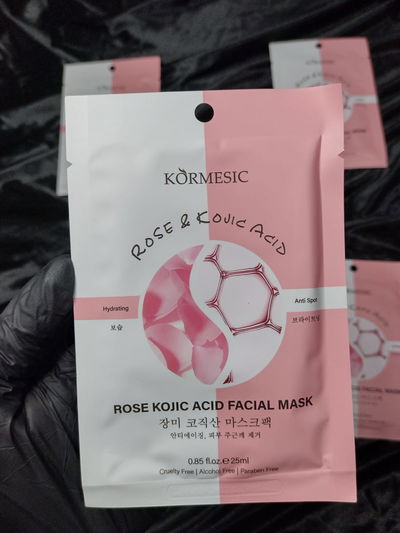 KÖRMESIC
ROSE & KOJIC ACID
Hydrating
보습
Anti Spot
브라이트닝
ROSE KOJIC ACID FACIAL MASK
장미 코직산 마스크팩
안티에이징, 피부 주근깨 제거
0.85 fl.oz.℮25ml
Cruelty Free | Alcohol Free | Paraben Free